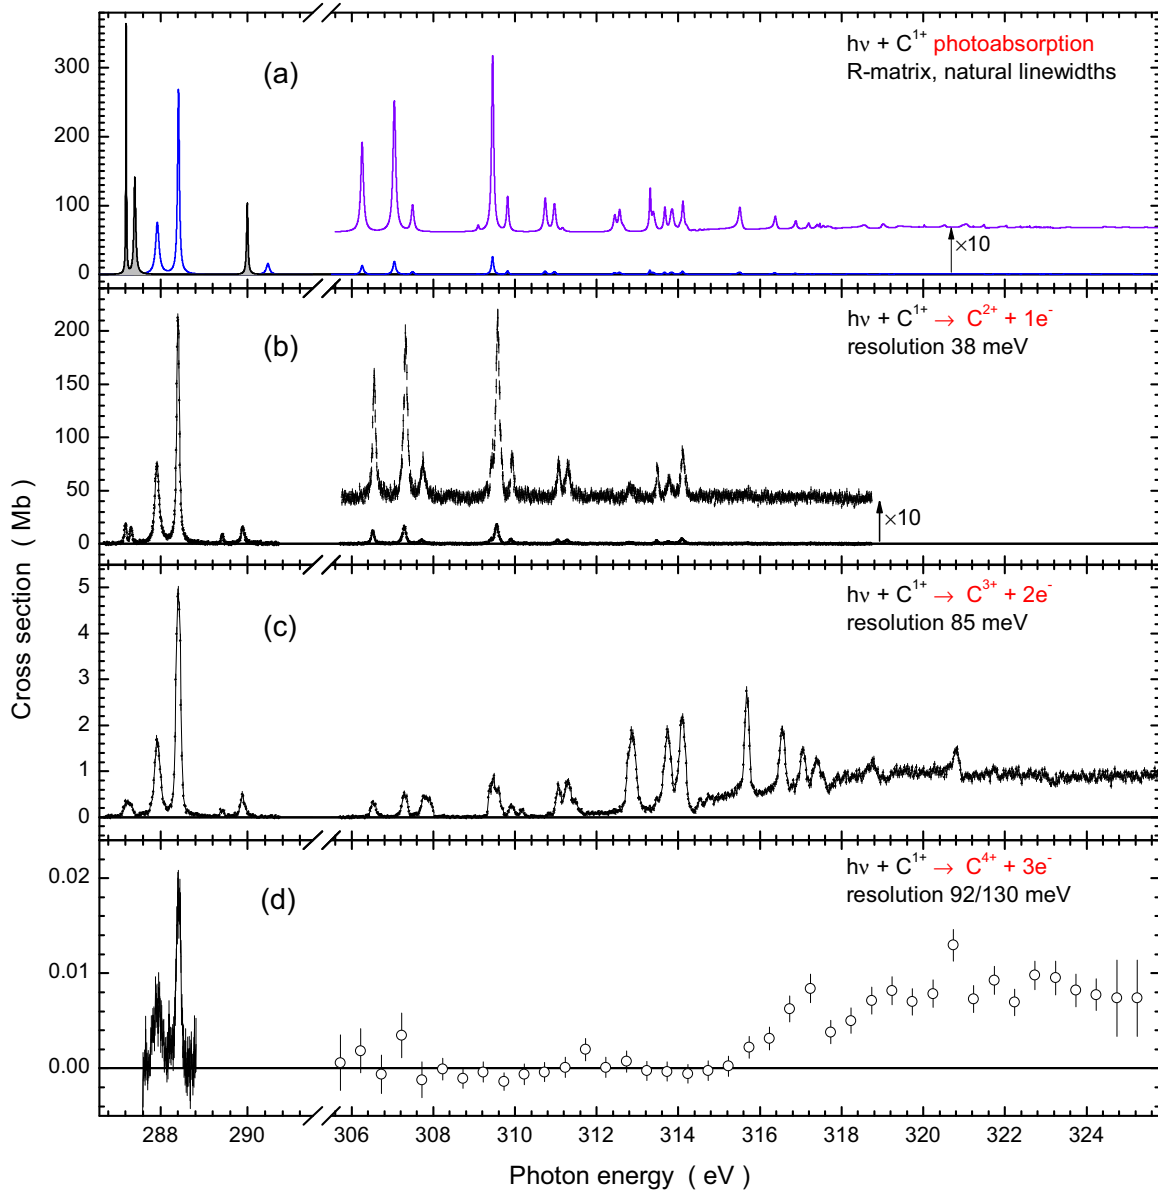 hν + C1+ photoabsorption
R-matrix, natural linewidths
(a)
300
200
100
0
×10
hν + C1+ → C2+ + 1e-
resolution 38 meV
(b)
200
150
100
50
0
×10
hν + C1+ → C3+ + 2e-
resolution 85 meV
(c)
5
4
3
2
1
0
hν + C1+ → C4+ + 3e-
resolution 92/130 meV
(d)
0.02
0.01
0.00
Cross section ( Mb )
288 290 306 308 310 312 314 316 318 320 322 324
Photon energy ( eV )